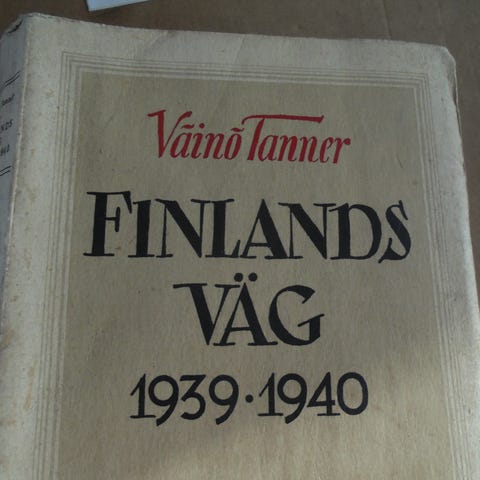 Väinö Tanner
FINLANDS
VÄG
1939·1940